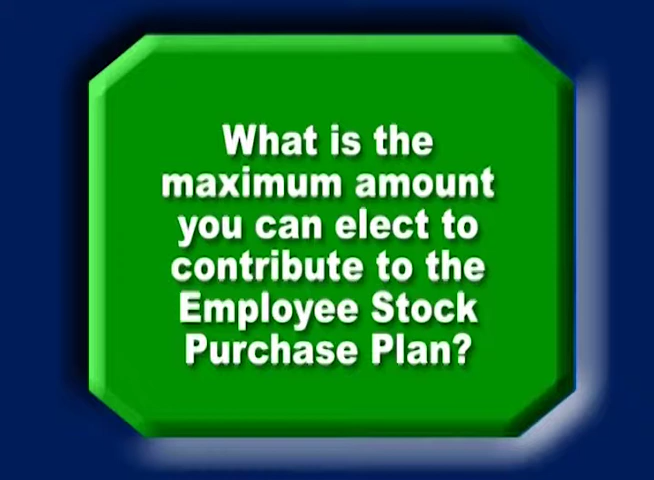 What is the
maximum amount
you can elect to
contribute to the
Employee Stock
Purchase Plan?